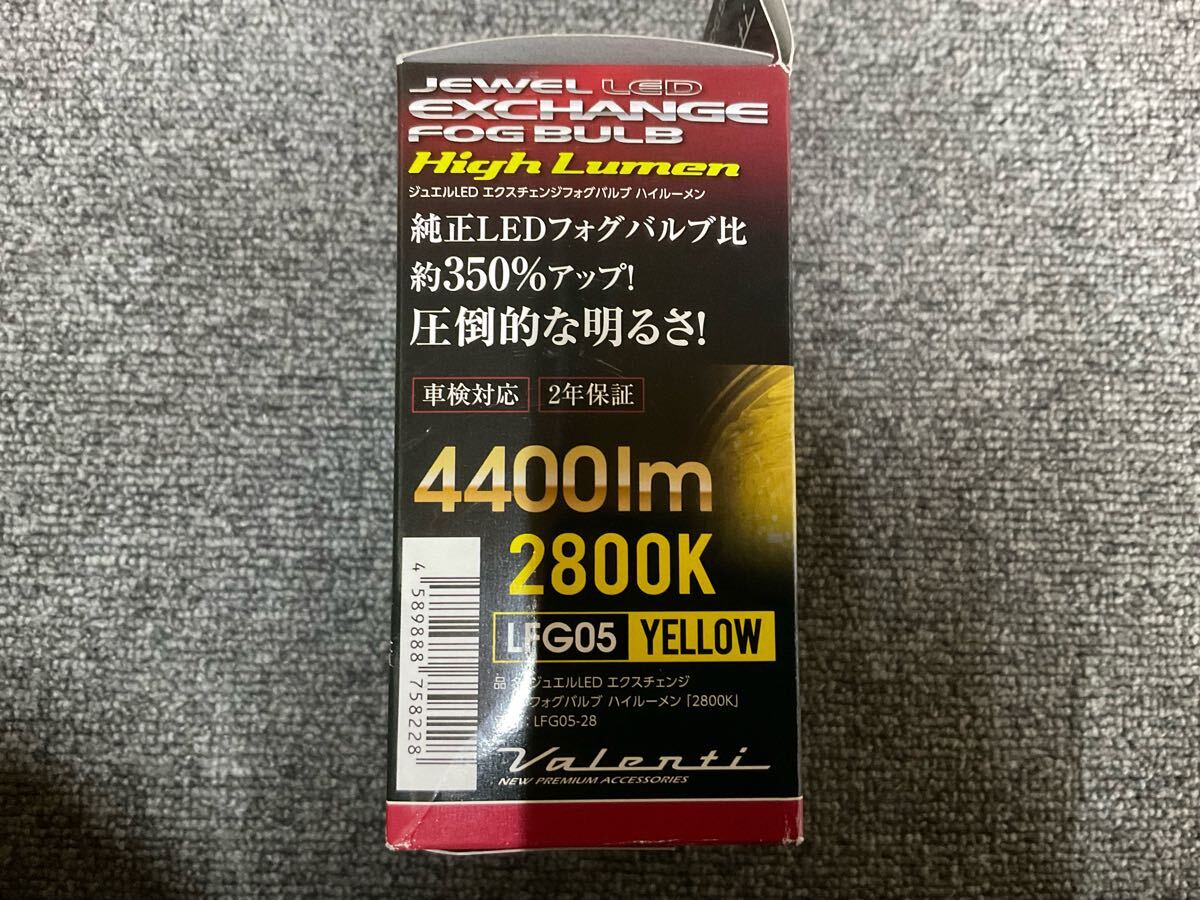 JEWEL LED
EXCHANGE
FOG BULB
High Lumen
ジュエルLED エクスチェンジフォグバルブ ハイルーメン
純正LEDフォグバルブ比
約350%アップ!
圧倒的な明るさ!
車検対応 2年保証
4400lm
2800K
LFG05 YELLOW
品 ジュエルLED エクスチェンジ
フォグバルブ ハイルーメン「2800K」
: LFG05-28
4 589888 758228
Valenti
NEW PREMIUM ACCESSORIES